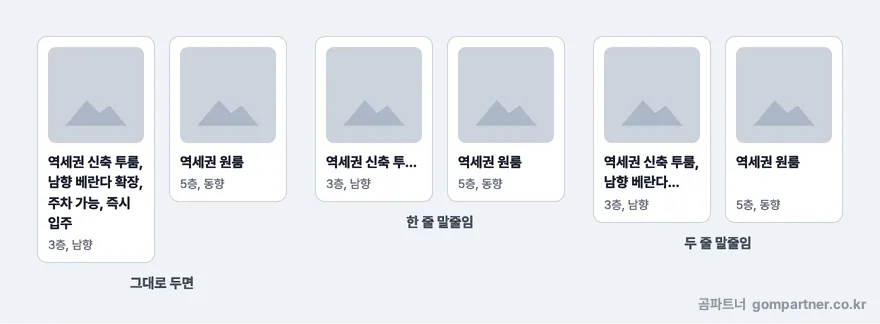 역세권 신축 투룸,
남향 베란다 확장,
주차 가능, 즉시
입주
3층, 남향
역세권 원룸
5층, 동향
그대로 두면
역세권 신축 투...
3층, 남향
역세권 원룸
5층, 동향
한 줄 말줄임
역세권 신축 투룸,
남향 베란다...
3층, 남향
역세권 원룸
5층, 동향
두 줄 말줄임
곰파트너 gompartner.co.kr